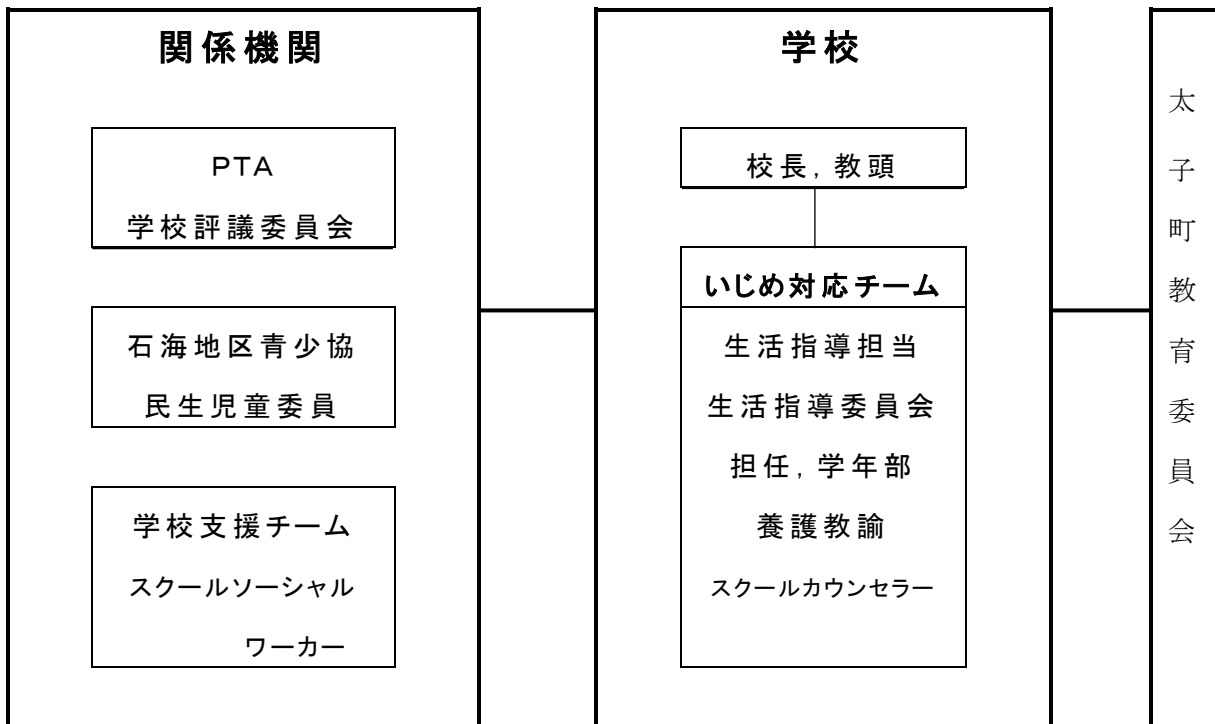 関係機関
PTA
学校評議委員会
石海地区青少協
民生児童委員
学校支援チーム
スクールソーシャル
ワーカー
学校
校長，教頭
いじめ対応チーム
生活指導担当
生活指導委員会
担任，学年部
養護教諭
スクールカウンセラー
太子町教育委員会